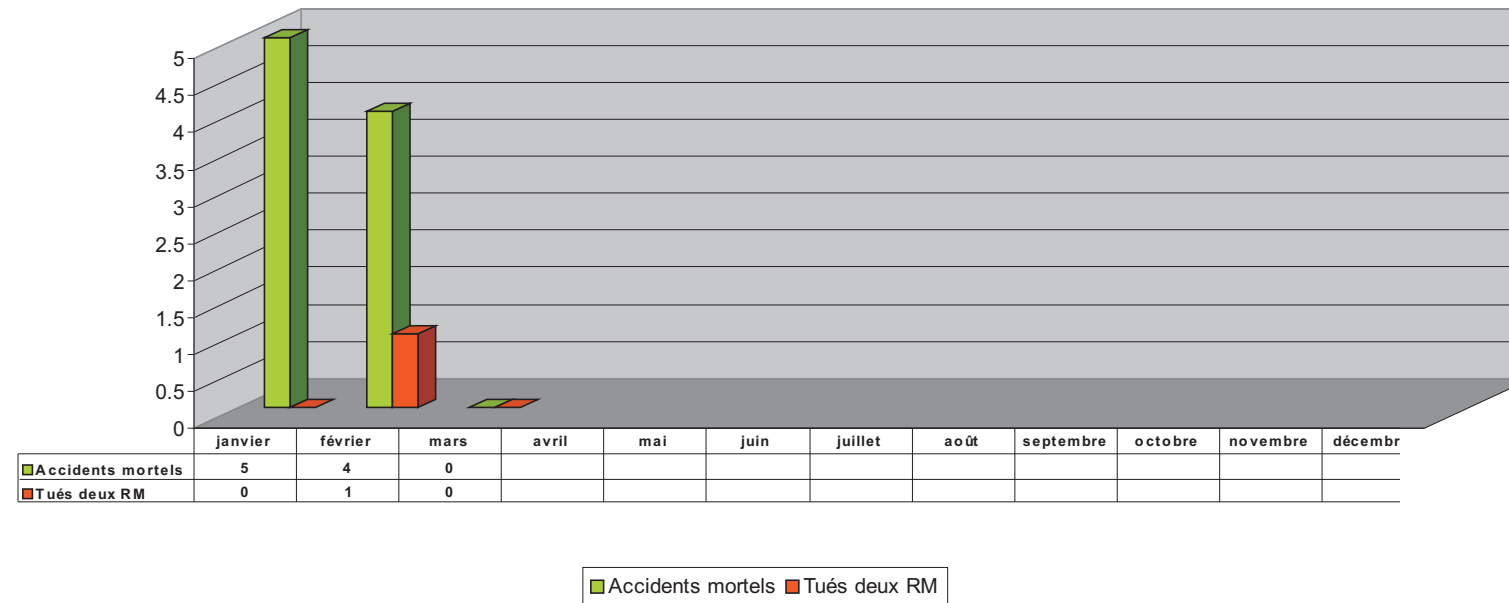 5
4.5
4
3.5
3
2.5
2
1.5
1
0.5
0
janvier février mars avril mai juin juillet août septembre octobre novembre décembr
Accidents mortels 5 4 0
Tués deux RM 0 1 0
Accidents mortels Tués deux RM